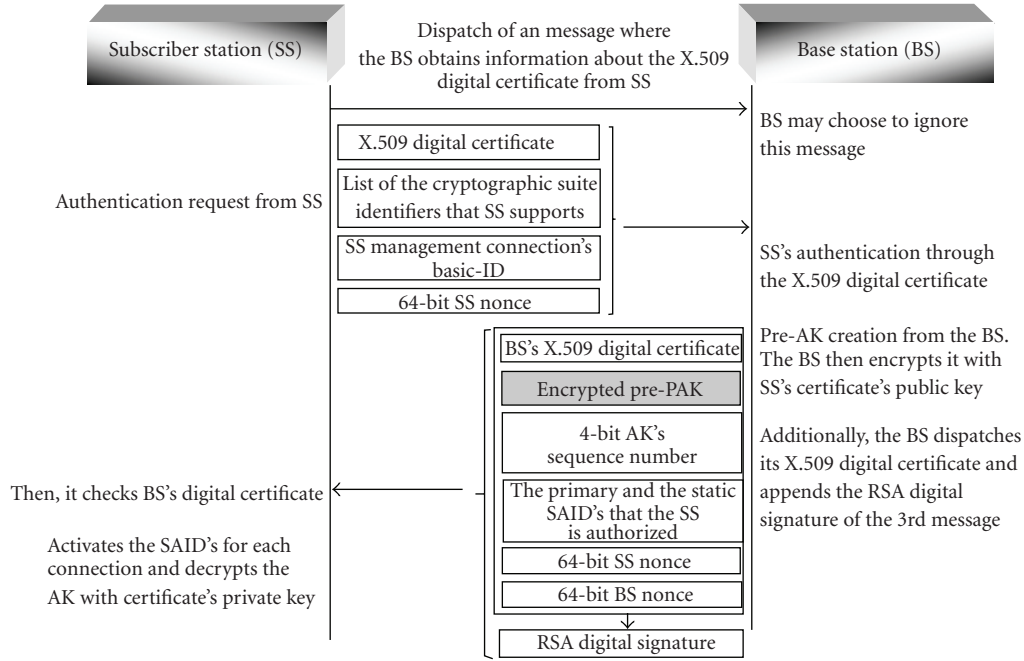 Subscriber station (SS)
Dispatch of an message where
the BS obtains information about the X.509
digital certificate from SS
Base station (BS)
BS may choose to ignore
this message
X.509 digital certificate
List of the cryptographic suite
identifiers that SS supports
Authentication request from SS
SS management connection's
basic-ID
64-bit SS nonce
SS's authentication through
the X.509 digital certificate
Pre-AK creation from the BS.
The BS then encrypts it with
SS's certificate's public key
BS's X.509 digital certificate
Encrypted pre-PAK
4-bit AK's
sequence number
Additionally, the BS dispatches
its X.509 digital certificate and
appends the RSA digital
signature of the 3rd message
The primary and the static
SAID's that the SS
is authorized
Then, it checks BS's digital certificate
Activates the SAID's for each
connection and decrypts the
AK with certificate's private key
64-bit SS nonce
64-bit BS nonce
RSA digital signature